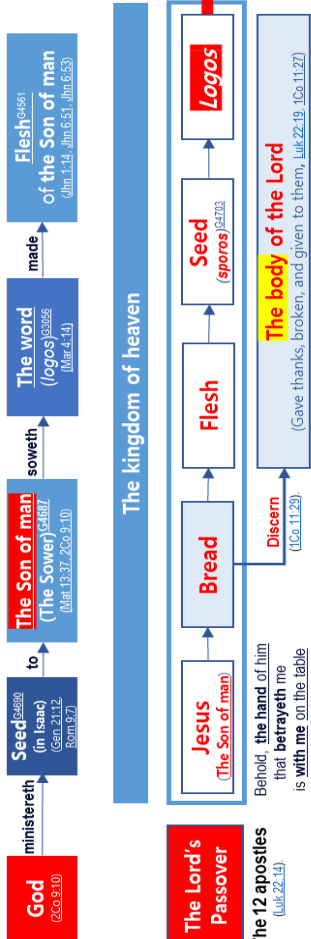 God
(2Co 9:10)
ministereth
Seed G4690
(in Isaac)
(Gen 21:12,
Rom 9:7)
to
The Son of man
(The Sower) G4687
(Mat 13:37, 2Co 9:10)
soweth
The word
(logos) G3056
(Mar 4:14)
made
Flesh G4561
of the Son of man
(Jhn 1:14, Jhn 6:51, Jhn 6:53)
The kingdom of heaven
The Lord's
Passover
Jesus
(The Son of man)
Bread
Flesh
Seed
(sporos) G4703
Logos
he 12 apostles
(Luk 22:14).
Behold, the hand of him
that betrayeth me
is with me on the table
Discern
(1Co 11:29).
The body of the Lord
(Gave thanks, broken, and given to them, Luk 22:19, 1Co 11:27)